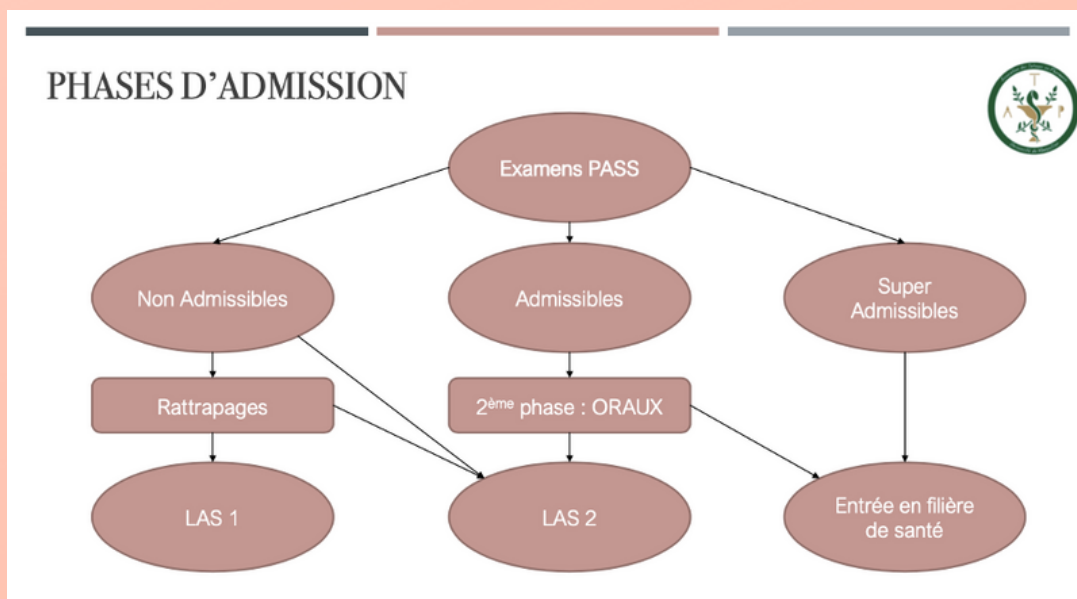 PHASES D'ADMISSION
T
A P
Examens PASS
Non Admissibles
Admissibles
Super
Admissibles
Rattrapages
2ème phase : ORAUX
LAS 1
LAS 2
Entrée en filière
de santé